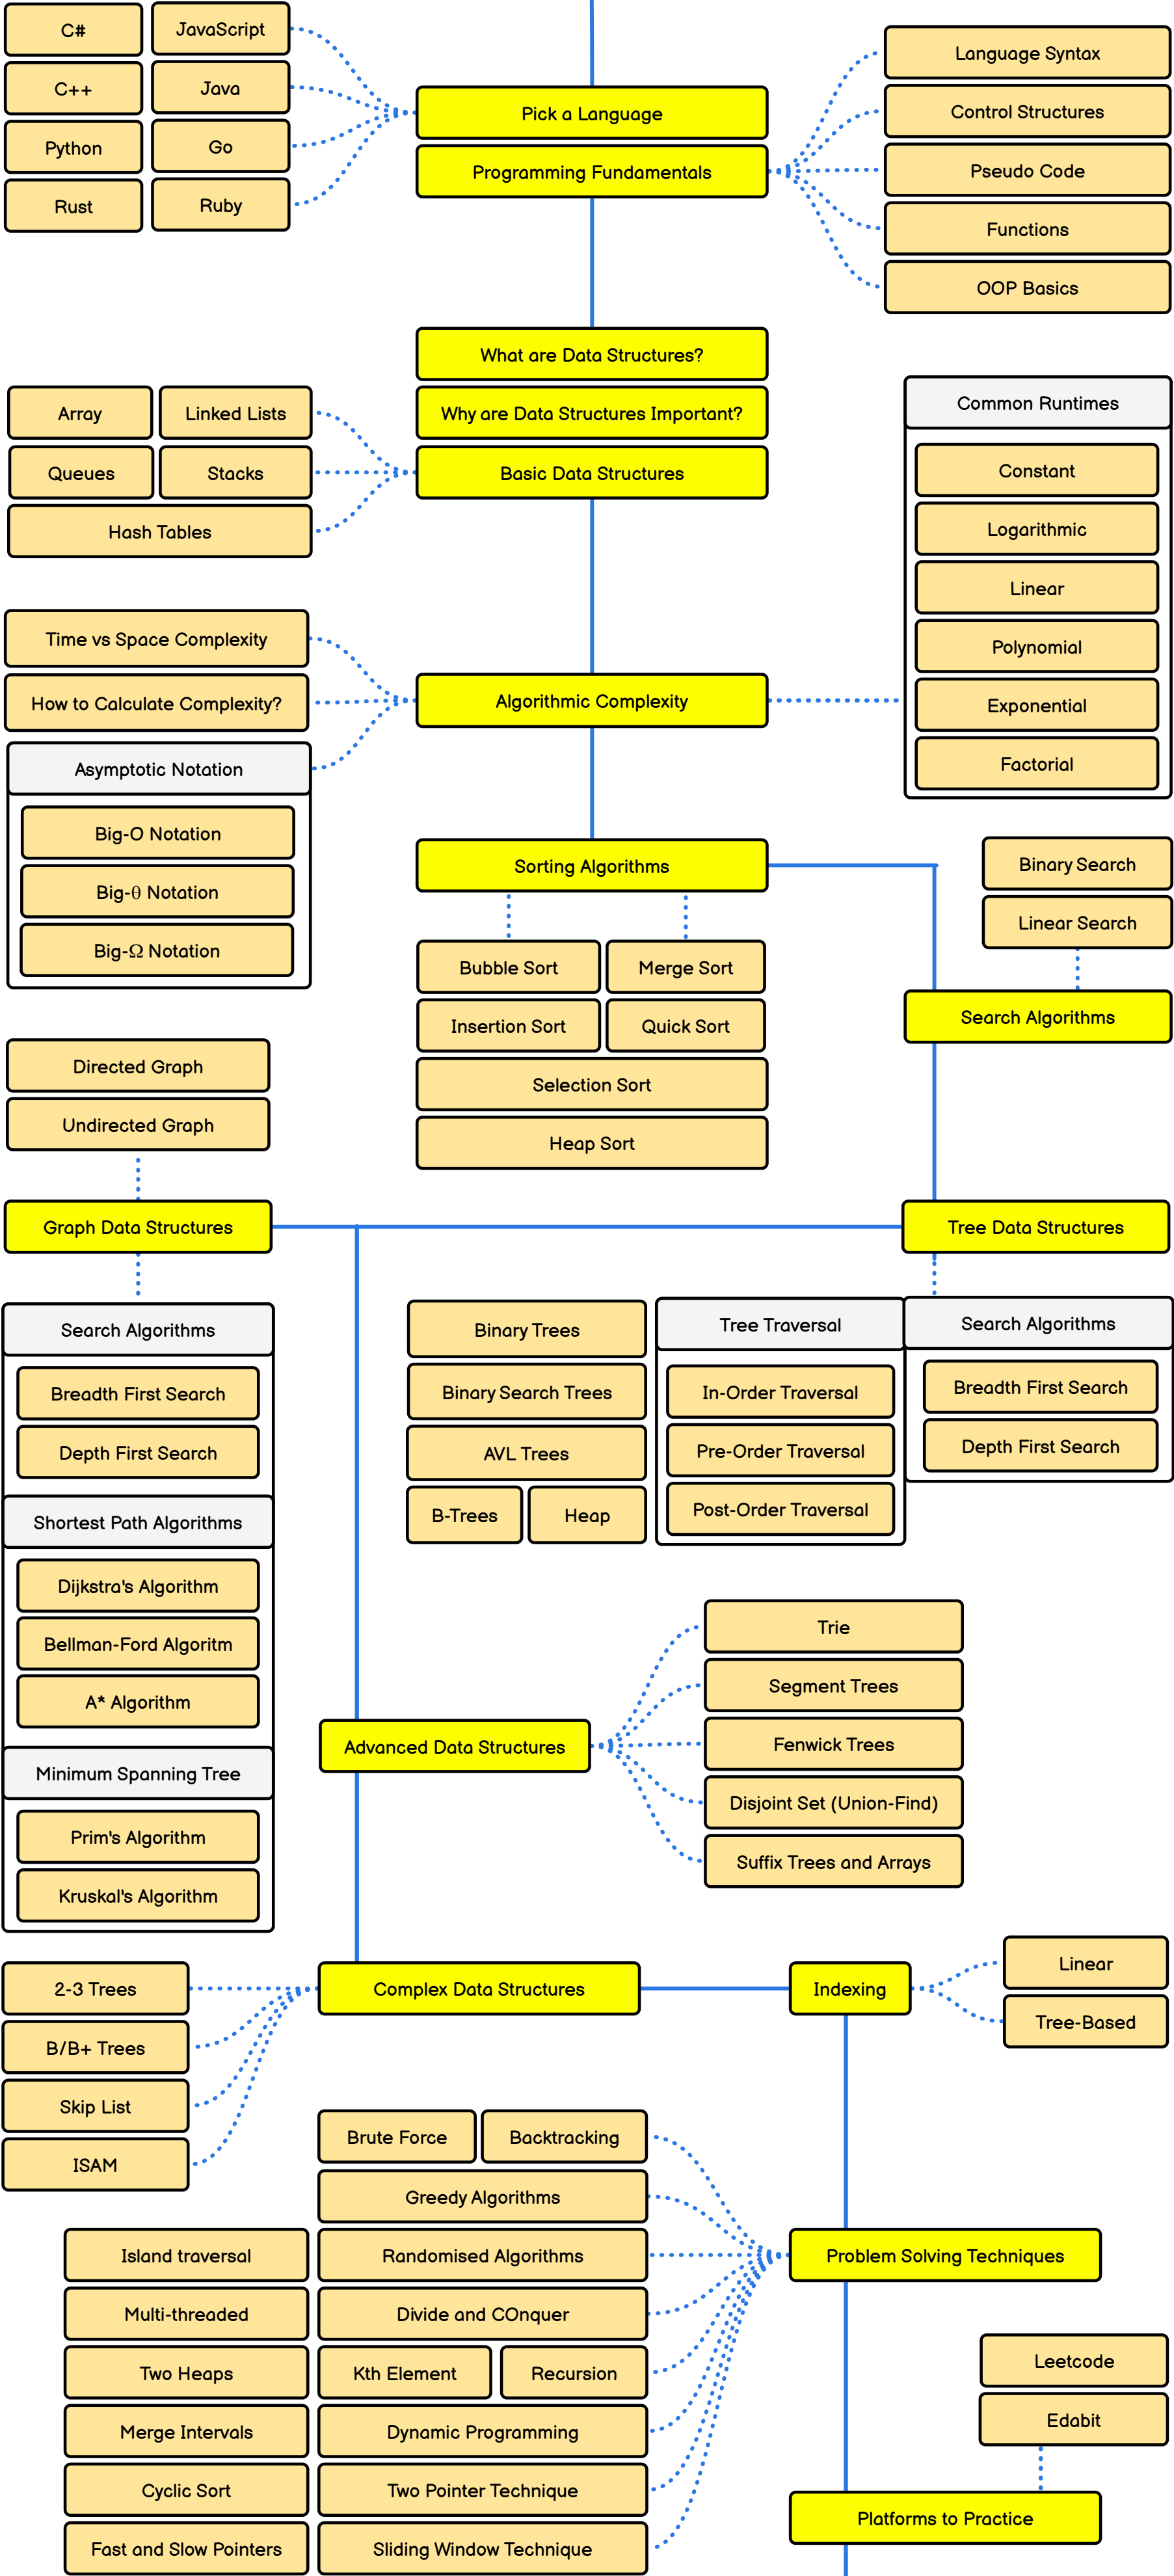 C#
JavaScript
C++
Java
Python
Go
Rust
Ruby
Pick a Language
Programming Fundamentals
Language Syntax
Control Structures
Pseudo Code
Functions
OOP Basics
What are Data Structures?
Why are Data Structures Important?
Basic Data Structures
Array
Linked Lists
Queues
Stacks
Hash Tables
Common Runtimes
Constant
Logarithmic
Linear
Polynomial
Exponential
Factorial
Time vs Space Complexity
How to Calculate Complexity?
Algorithmic Complexity
Asymptotic Notation
Big-O Notation
Big-θ Notation
Big-Ω Notation
Sorting Algorithms
Bubble Sort
Merge Sort
Insertion Sort
Quick Sort
Selection Sort
Heap Sort
Binary Search
Linear Search
Search Algorithms
Directed Graph
Undirected Graph
Graph Data Structures
Tree Data Structures
Search Algorithms
Breadth First Search
Depth First Search
Shortest Path Algorithms
Dijkstra's Algorithm
Bellman-Ford Algoritm
A* Algorithm
Minimum Spanning Tree
Prim's Algorithm
Kruskal's Algorithm
Binary Trees
Binary Search Trees
AVL Trees
B-Trees
Heap
Tree Traversal
In-Order Traversal
Pre-Order Traversal
Post-Order Traversal
Search Algorithms
Breadth First Search
Depth First Search
Advanced Data Structures
Trie
Segment Trees
Fenwick Trees
Disjoint Set (Union-Find)
Suffix Trees and Arrays
2-3 Trees
B/B+ Trees
Skip List
ISAM
Complex Data Structures
Indexing
Linear
Tree-Based
Brute Force
Backtracking
Greedy Algorithms
Island traversal
Randomised Algorithms
Multi-threaded
Divide and COnquer
Two Heaps
Kth Element
Recursion
Merge Intervals
Dynamic Programming
Cyclic Sort
Two Pointer Technique
Fast and Slow Pointers
Sliding Window Technique
Problem Solving Techniques
Leetcode
Edabit
Platforms to Practice